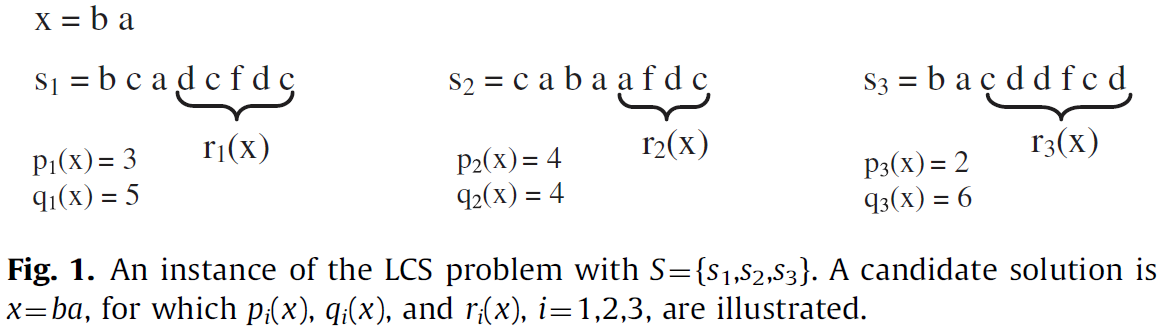 x = b a
s1 = b c a d c f d c    s2 = c a b a a f d c    s3 = b a c d d f c d
r1(x)    r2(x)    r3(x)
p1(x) = 3    p2(x) = 4    p3(x) = 2
q1(x) = 5    q2(x) = 4    q3(x) = 6
Fig. 1. An instance of the LCS problem with S={s1,s2,s3}. A candidate solution is
x=ba, for which pi(x), qi(x), and ri(x), i=1,2,3, are illustrated.